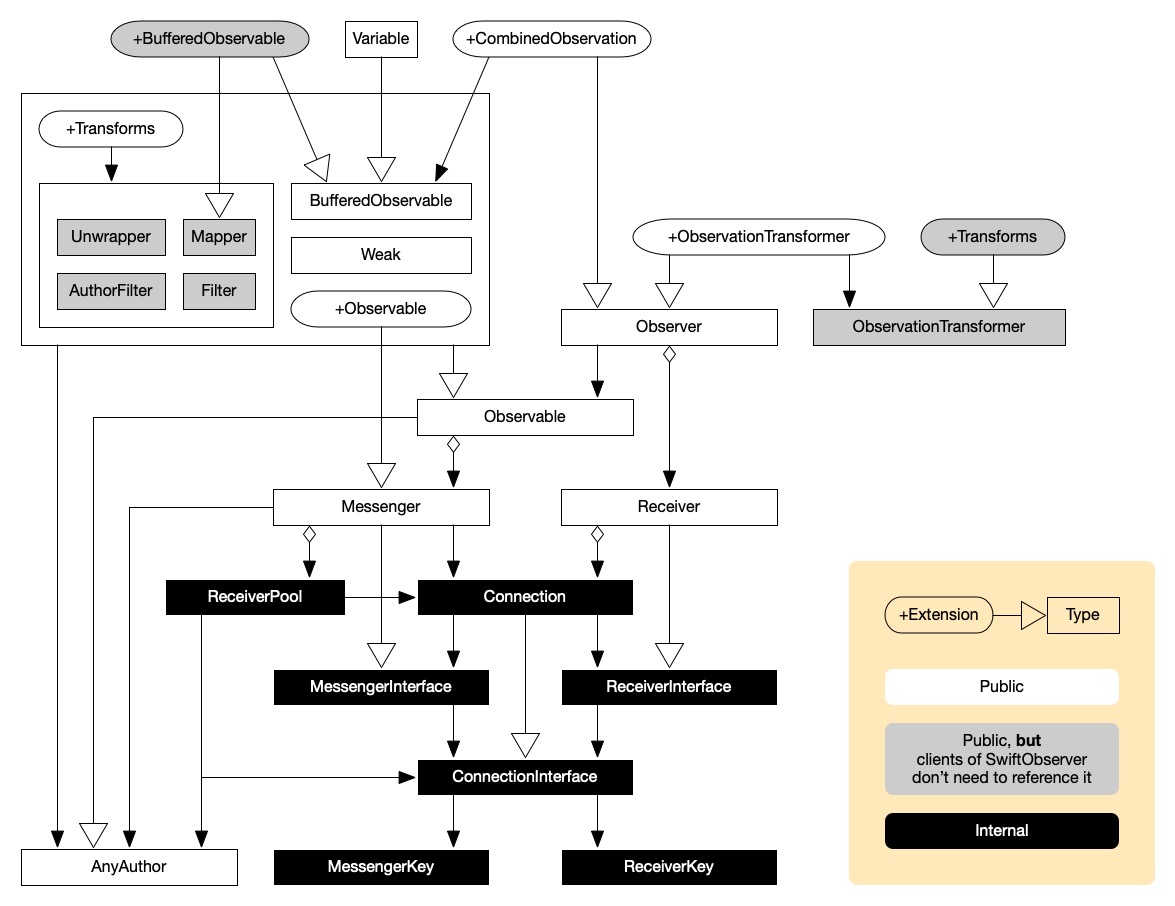 +BufferedObservable
Variable
+CombinedObservation
+Transforms
BufferedObservable
Unwrapper
Mapper
Weak
AuthorFilter
Filter
+Observable
+ObservationTransformer
+Transforms
Observer
ObservationTransformer
Observable
Messenger
Receiver
ReceiverPool
Connection
MessengerInterface
ReceiverInterface
ConnectionInterface
AnyAuthor
MessengerKey
ReceiverKey
+Extension
Type
Public
Public, but
clients of SwiftObserver
don't need to reference it
Internal